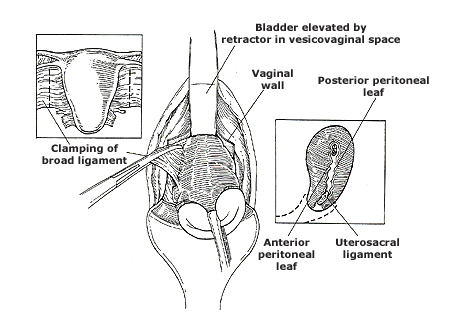 Bladder elevated by
retractor in vesicovaginal space
Vaginal
wall
Posterior peritoneal
leaf
Clamping of
broad ligament
Anterior
peritoneal
leaf
Uterosacral
ligament